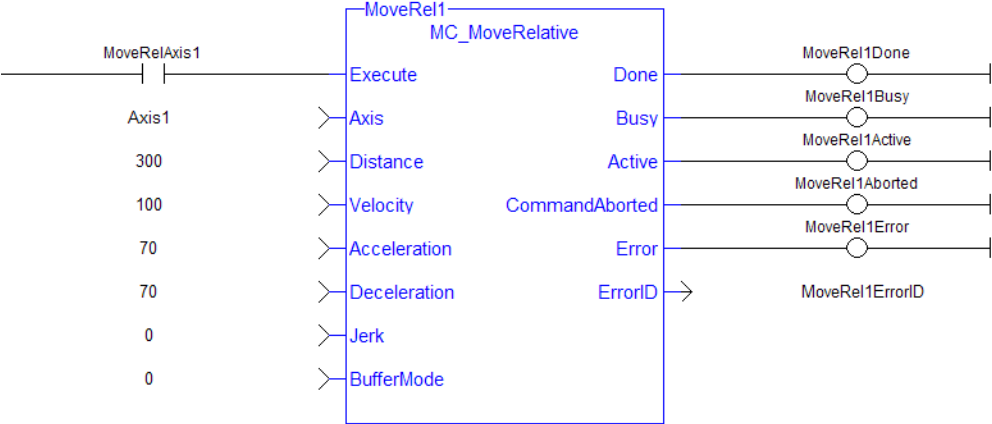 MoveRel1
MC_MoveRelative
MoveRelAxis1 Execute Done MoveRel1Done
Axis1 Axis Busy MoveRel1Busy
300 Distance Active MoveRel1Active
100 Velocity CommandAborted MoveRel1Aborted
70 Acceleration Error MoveRel1Error
70 Deceleration ErrorID MoveRel1ErrorID
0 Jerk
0 BufferMode